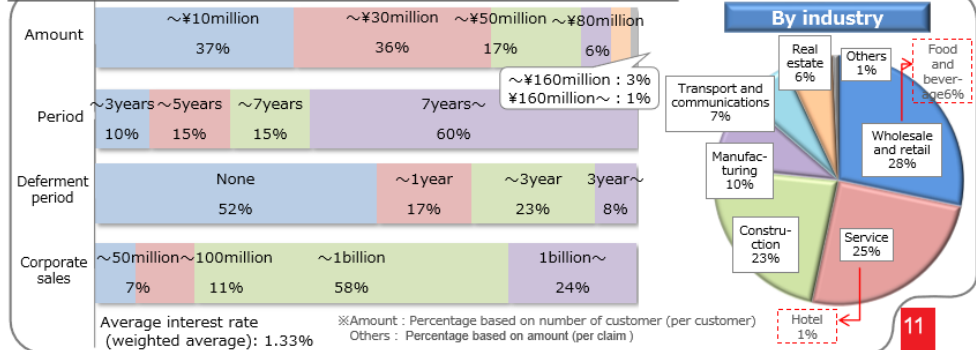 Amount
~¥10million
37%
~¥30million
36%
~¥50million
17%
~¥80million
6%
~¥160million : 3%
¥160million~ : 1%
Period
~3years
10%
~5years
15%
~7years
15%
7years~
60%
Deferment
period
None
52%
~1year
17%
~3year
23%
3year~
8%
Corporate
sales
~50million
7%
~100million
11%
~1billion
58%
1billion~
24%
Average interest rate
(weighted average): 1.33%
※Amount : Percentage based on number of customer (per customer)
Others : Percentage based on amount (per claim )
By industry
Real
estate
6%
Others
1%
Food
and
bever-
age6%
Transport and
communications
7%
Wholesale
and retail
28%
Manufac-
turing
10%
Constru-
ction
23%
Service
25%
Hotel
1%
11